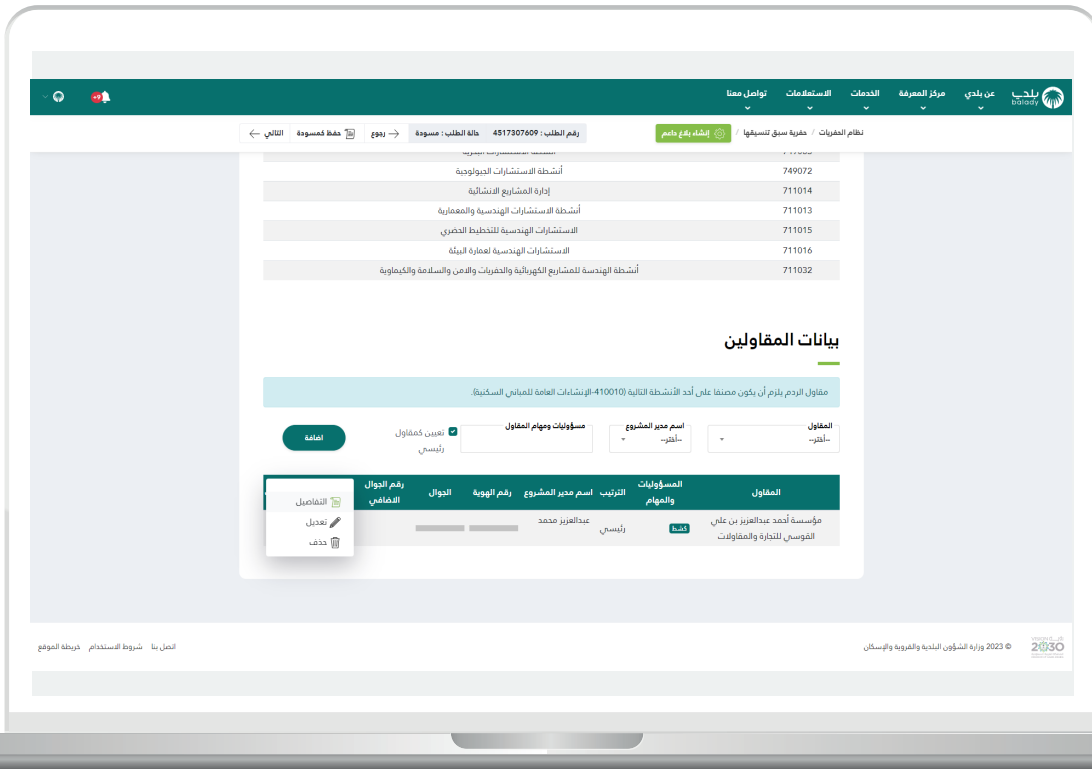 بلدي
balady
عن بلدي
مركز المعرفة
الخدمات
الاستعلامات
تواصل معنا
+9
نظام الحفريات / حفرية سبق تنسيقها /
إنشاء بلاغ داعم
رقم الطلب : 4517307609
حالة الطلب : مسودة
رجوع
حفظ كمسودة
التالي
749072 أنشطة الاستشارات الجيولوجية
711014 إدارة المشاريع الانشائية
711013 أنشطة الاستشارات الهندسية والمعمارية
711015 الاستشارات الهندسية للتخطيط الحضري
711016 الاستشارات الهندسية لعمارة البيئة
711032 أنشطة الهندسة للمشاريع الكهربائية والحفريات والامن والسلامة والكيماوية
بيانات المقاولين
مقاول الردم يلزم أن يكون مصنفا على أحد الأنشطة التالية (410010-الإنشاءات العامة للمباني السكنية).
المقاول
--أختر--
اسم مدير المشروع
--أختر--
مسؤوليات ومهام المقاول
تعيين كمقاول
رئيسي
اضافة
المقاول
المسؤوليات
والمهام
الترتيب
اسم مدير المشروع
رقم الهوية
الجوال
رقم الجوال
الاضافي
مؤسسة أحمد عبدالعزيز بن علي
القوسي للتجارة والمقاولات
كشط
رئيسي
عبدالعزيز محمد
التفاصيل
تعديل
حذف
2030
© 2023 وزارة الشؤون البلدية والقروية والإسكان
اتصل بنا
شروط الاستخدام
خريطة الموقع